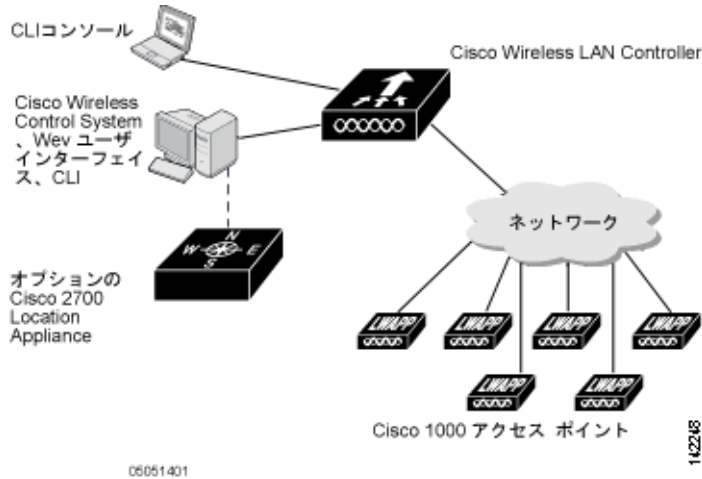 CLIコンソール
Cisco Wireless LAN Controller
Cisco Wireless
Control System
、Wev ユーザ
インターフェイ
ス、CLI
N
W
E
S
オプションの
Cisco 2700
Location
Appliance
ネットワーク
LWAPP
LWAPP
LWAPP
LWAPP
LWAPP
LWAPP
Cisco 1000 アクセス ポイント
05051401
142248